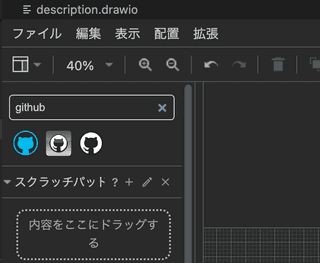 description.drawio
ファイル 編集 表示 配置 拡張
40%
github
スクラッチパット ?
内容をここにドラッグす
る